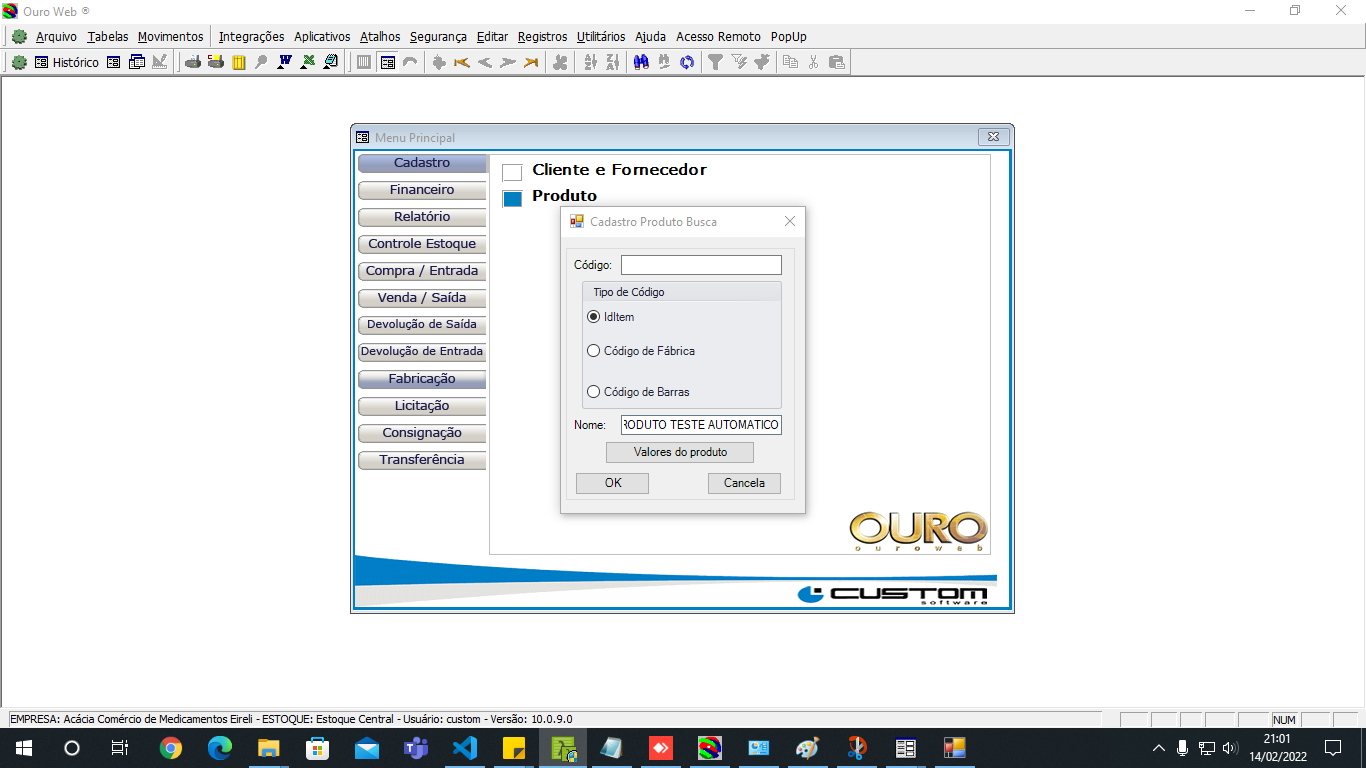 Ouro Web ®
Arquivo Tabelas Movimentos Integrações Aplicativos Atalhos Segurança Editar Registros Utilitários Ajuda Acesso Remoto PopUp
Histórico
Menu Principal
Cadastro
Financeiro
Relatório
Controle Estoque
Compra / Entrada
Venda / Saída
Devolução de Saída
Devolução de Entrada
Fabricação
Licitação
Consignação
Transferência
Cliente e Fornecedor
Produto
Cadastro Produto Busca
Código:
Tipo de Código
IdItem
Código de Fábrica
Código de Barras
Nome: RODUTO TESTE AUTOMATICO
Valores do produto
OK Cancela
OURO
ouroweb
CUSTOM
software
EMPRESA: Acácia Comércio de Medicamentos Eireli - ESTOQUE: Estoque Central - Usuário: custom - Versão: 10.0.9.0
NUM
21:01
14/02/2022